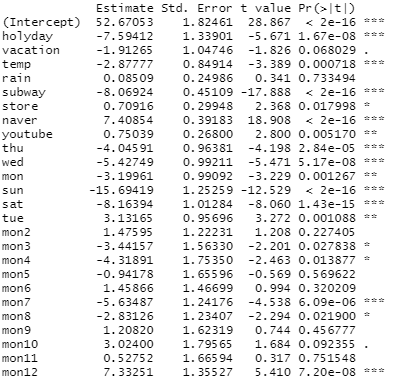 Estimate Std. Error t value Pr(>|t|)
(Intercept) 52.67053 1.82461 28.867 < 2e-16 ***
holyday -7.59412 1.33901 -5.671 1.67e-08 ***
vacation -1.91265 1.04746 -1.826 0.068029 .
temp -2.87777 0.84914 -3.389 0.000718 ***
rain 0.08509 0.24986 0.341 0.733494
subway -8.06924 0.45109 -17.888 < 2e-16 ***
store 0.70916 0.29948 2.368 0.017998 *
naver 7.40854 0.39183 18.908 < 2e-16 ***
youtube 0.75039 0.26800 2.800 0.005170 **
thu -4.04591 0.96381 -4.198 2.84e-05 ***
wed -5.42749 0.99211 -5.471 5.17e-08 ***
mon -3.19961 0.99092 -3.229 0.001267 **
sun -15.69419 1.25259 -12.529 < 2e-16 ***
sat -8.16394 1.01284 -8.060 1.43e-15 ***
tue 3.13165 0.95696 3.272 0.001088 **
mon2 1.47595 1.22231 1.208 0.227405
mon3 -3.44157 1.56330 -2.201 0.027838 *
mon4 -4.31891 1.75350 -2.463 0.013877 *
mon5 -0.94178 1.65596 -0.569 0.569622
mon6 1.45866 1.46699 0.994 0.320209
mon7 -5.63487 1.24176 -4.538 6.09e-06 ***
mon8 -2.83126 1.23407 -2.294 0.021900 *
mon9 1.20820 1.62319 0.744 0.456777
mon10 3.02400 1.79565 1.684 0.092355 .
mon11 0.52752 1.66594 0.317 0.751548
mon12 7.33251 1.35527 5.410 7.20e-08 ***